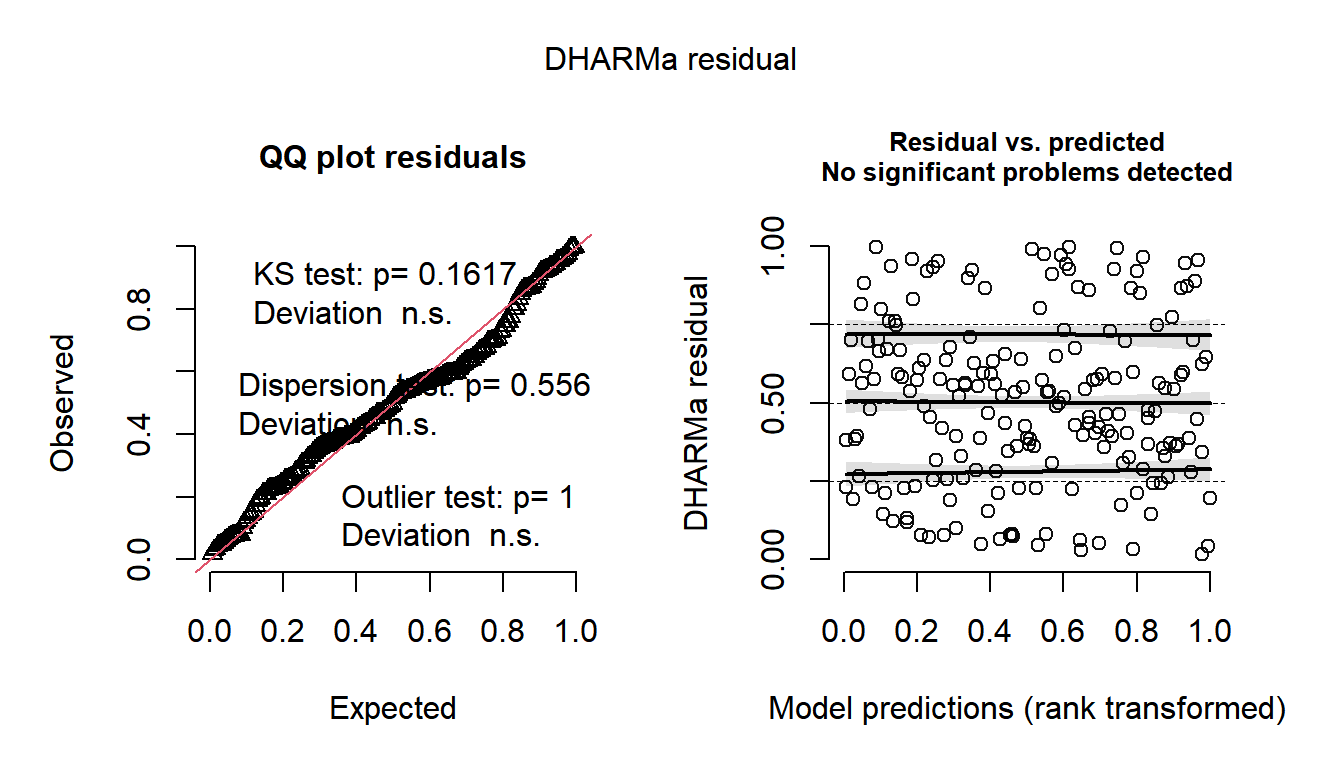 DHARMa residual
QQ plot residuals
KS test: p= 0.1617
Deviation  n.s.
Dispersion test: p= 0.556
Deviation  n.s.
Outlier test: p= 1
Deviation  n.s.
Observed
0.0
0.4
0.8
0.0 0.2 0.4 0.6 0.8 1.0
Expected
Residual vs. predicted
No significant problems detected
DHARMa residual
0.00
0.50
1.00
0.0 0.2 0.4 0.6 0.8 1.0
Model predictions (rank transformed)